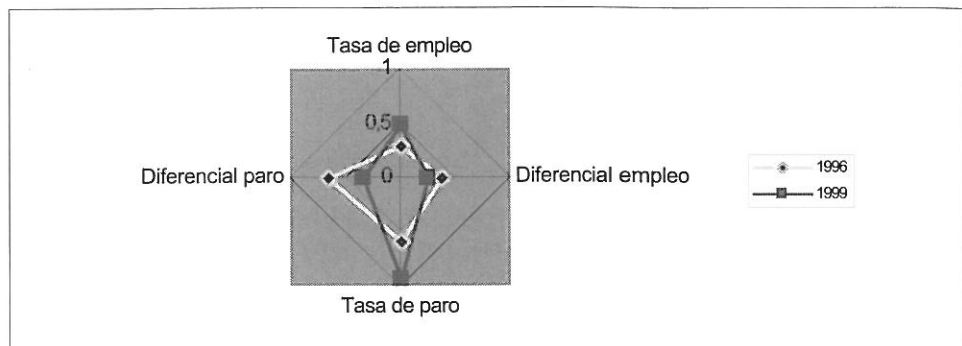 Tasa de empleo
1
0,5
Diferencial paro
0
Diferencial empleo
1996
1999
Tasa de paro